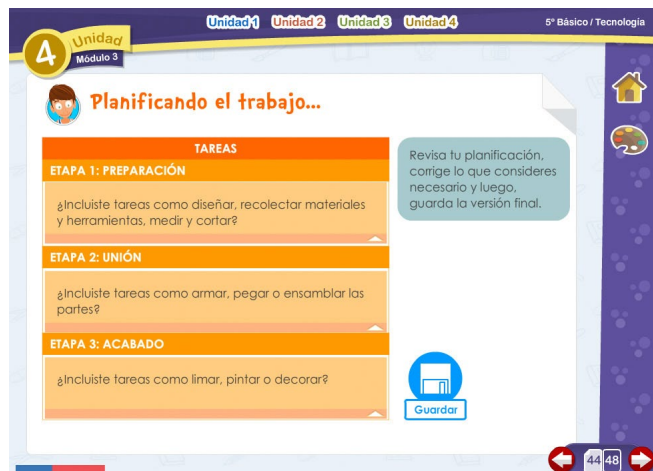 Unidad 1 Unidad 2 Unidad 3 Unidad 4
5º Básico / Tecnología
4 Unidad
Módulo 3
Planificando el trabajo...
TAREAS
ETAPA 1: PREPARACIÓN
¿Incluiste tareas como diseñar, recolectar materiales
y herramientas, medir y cortar?
ETAPA 2: UNIÓN
¿Incluiste tareas como armar, pegar o ensamblar las
partes?
ETAPA 3: ACABADO
¿Incluiste tareas como limar, pintar o decorar?
Revisa tu planificación,
corrige lo que consideres
necesario y luego,
guarda la versión final.
Guardar
44 48